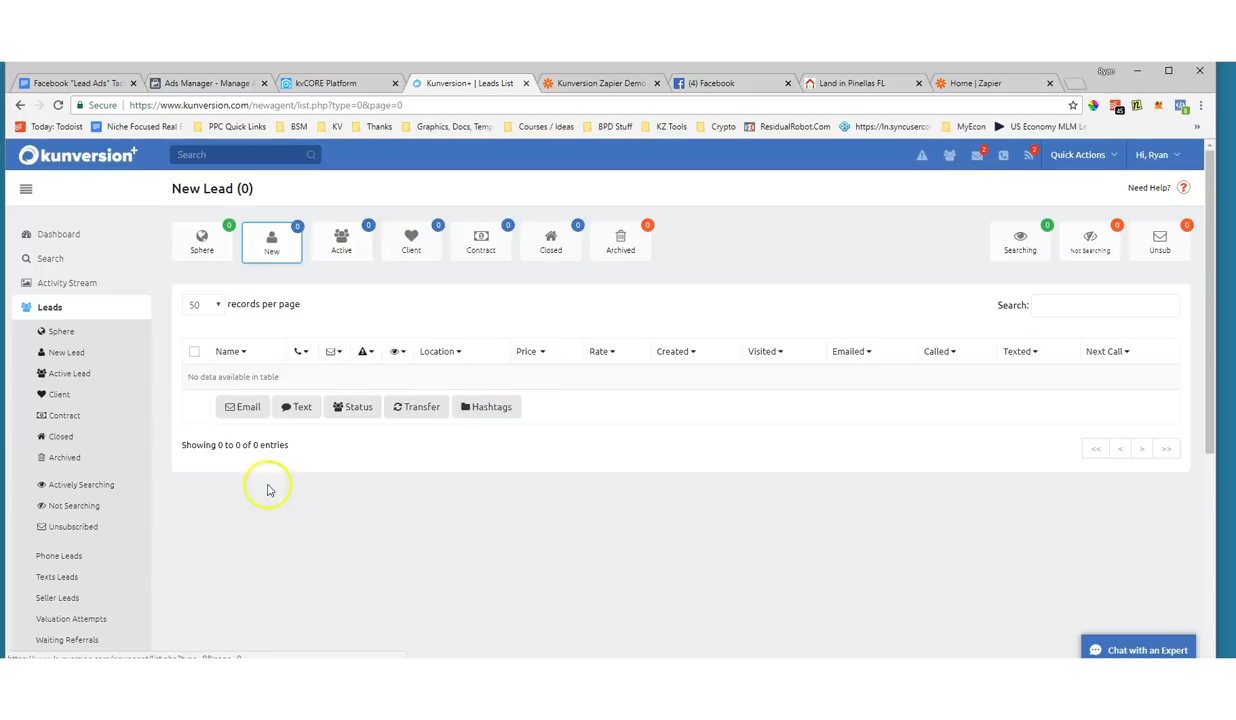 Ryan
Facebook "Lead Ads" Tac
Ads Manager - Manage A
kvCORE Platform
Kunversion+ | Leads List
Kunversion Zapier Demo
(4) Facebook
Land in Pinellas FL
Home | Zapier
Secure
https://www.kunversion.com/newagent/list.php?type=0&page=0
45
Today: Todoist
Niche Focused Real E
PPC Quick Links
BSM
KV
Thanks
Graphics, Docs, Temp
Courses / Ideas
BPD Stuff
KZ Tools
Crypto
ResidualRobot.Com
https://ln.syncuserco
MyEcon
US Economy MLM Le
»
kunversion+
Search
2
2
Quick Actions
Hi, Ryan
New Lead (0)
Need Help?
?
Dashboard
Search
Activity Stream
Leads
Sphere
New Lead
Active Lead
Client
Contract
Closed
Archived
Actively Searching
Not Searching
Unsubscribed
Phone Leads
Texts Leads
Seller Leads
Valuation Attempts
Waiting Referrals
0
Sphere
0
New
0
Active
0
Client
0
Contract
0
Closed
0
Archived
0
Searching
0
Not Searching
0
Unsub
50
records per page
Search:
Name
Location
Price
Rate
Created
Visited
Emailed
Called
Texted
Next Call
No data available in table
Email
Text
Status
Transfer
Hashtags
Showing 0 to 0 of 0 entries
<<
<
>
>>
Chat with an Expert